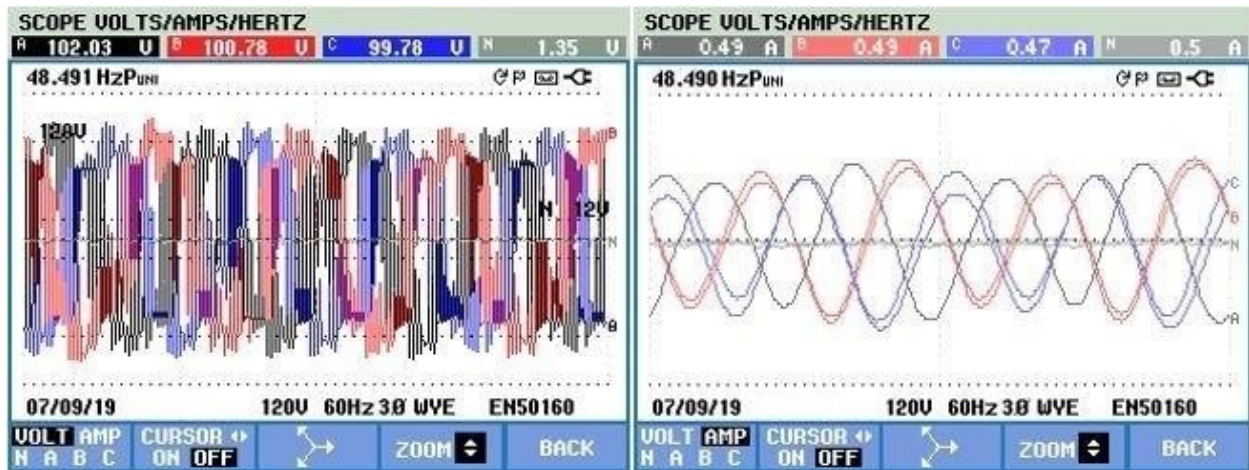 SCOPE VOLTS/AMPS/HERTZ
A 102.03 V B 100.78 V C 99.78 V N 1.35 V
48.491 HzPUNI
120V
B
N 12V
N
A
07/09/19 120V 60Hz 3Ø WYE EN50160
VOLT AMP CURSOR ZOOM BACK
N A B C ON OFF
SCOPE VOLTS/AMPS/HERTZ
A 0.49 A B 0.49 A C 0.47 A N 0.5 A
48.490 HzPUNI
C
B
N
A
07/09/19 120V 60Hz 3Ø WYE EN50160
VOLT AMP CURSOR ZOOM BACK
N A B C ON OFF